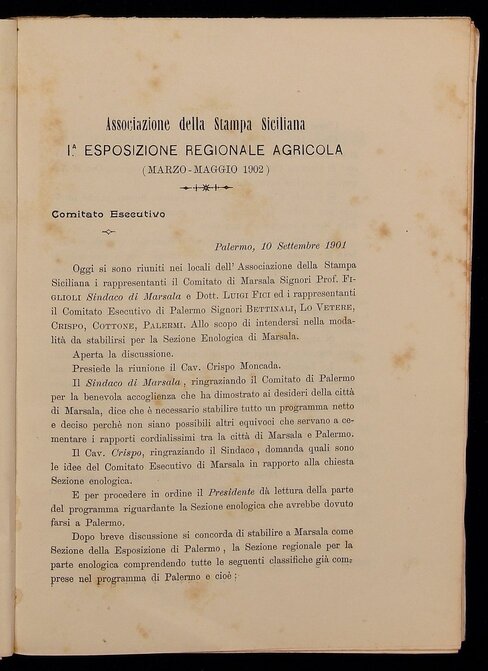 Associazione della Stampa Siciliana
I.ª ESPOSIZIONE REGIONALE AGRICOLA
(MARZO-MAGGIO 1902)
Comitato Esecutivo
Palermo, 10 Settembre 1901
Oggi si sono riuniti nei locali dell' Associazione della Stampa
Siciliana i rappresentanti il Comitato di Marsala Signori Prof. FI-
GLIOLI Sindaco di Marsala e Dott. LUIGI FICI ed i rappresentanti
il Comitato Esecutivo di Palermo Signori BETTINALI, LO VETERE,
CRISPO, COTTONE, PALERMI. Allo scopo di intendersi nella moda-
lità da stabilirsi per la Sezione Enologica di Marsala.
Aperta la discussione.
Presiede la riunione il Cav. Crispo Moncada.
Il Sindaco di Marsala, ringraziando il Comitato di Palermo
per la benevola accoglienza che ha dimostrato ai desideri della città
di Marsala, dice che è necessario stabilire tutto un programma netto
e deciso perchè non siano possibili altri equivoci che servano a ce-
mentare i rapporti cordialissimi tra la città di Marsala e Palermo.
Il Cav. Crispo, ringraziando il Sindaco, domanda quali sono
le idee del Comitato Esecutivo di Marsala in rapporto alla chiesta
Sezione enologica.
E per procedere in ordine il Presidente dà lettura della parte
del programma riguardante la Sezione enologica che avrebbe dovuto
farsi a Palermo.
Dopo breve discussione si concorda di stabilire a Marsala come
Sezione della Esposizione di Palermo, la Sezione regionale per la
parte enologica comprendendo tutte le seguenti classifiche già com-
prese nel programma di Palermo e cioè: